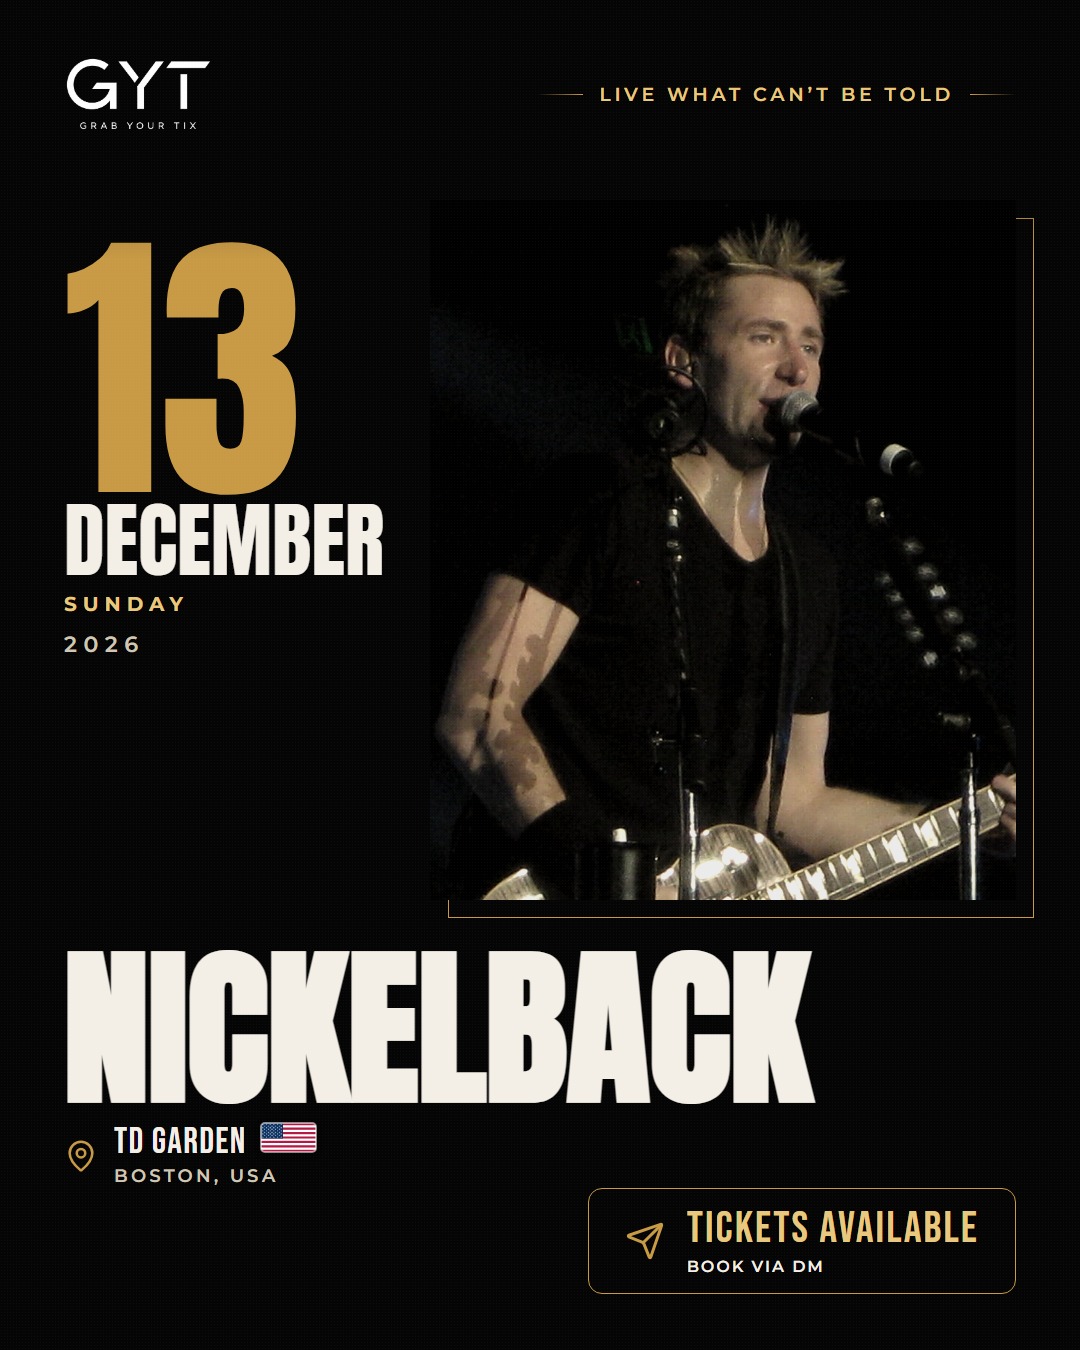 GYT
GRAB YOUR TIX
LIVE WHAT CAN’T BE TOLD
13
DECEMBER
SUNDAY
2026
NICKELBACK
TD GARDEN
BOSTON, USA
TICKETS AVAILABLE
BOOK VIA DM